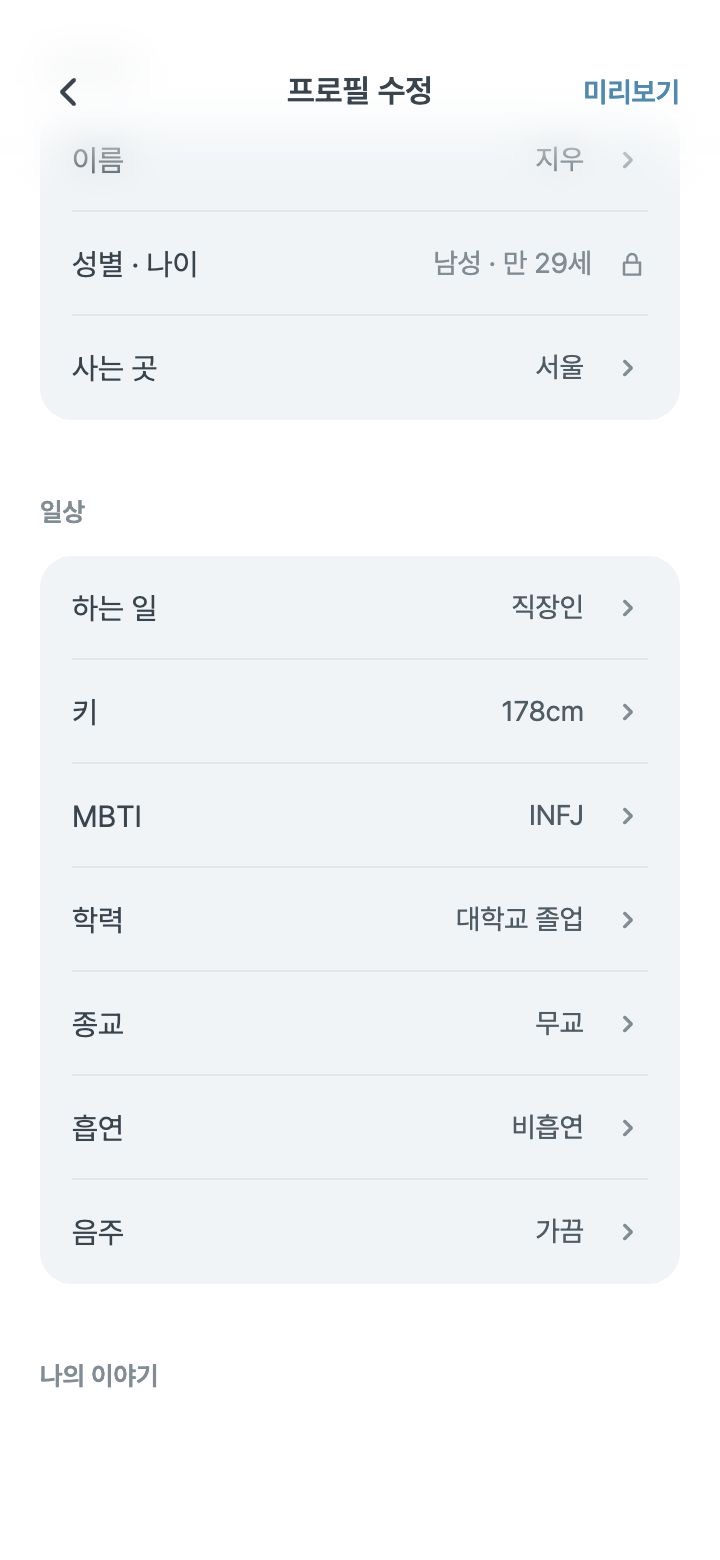 프로필 수정 미리보기
이름 지우
성별 · 나이 남성 · 만 29세
사는 곳 서울
일상
하는 일 직장인
키 178cm
MBTI INFJ
학력 대학교 졸업
종교 무교
흡연 비흡연
음주 가끔
나의 이야기